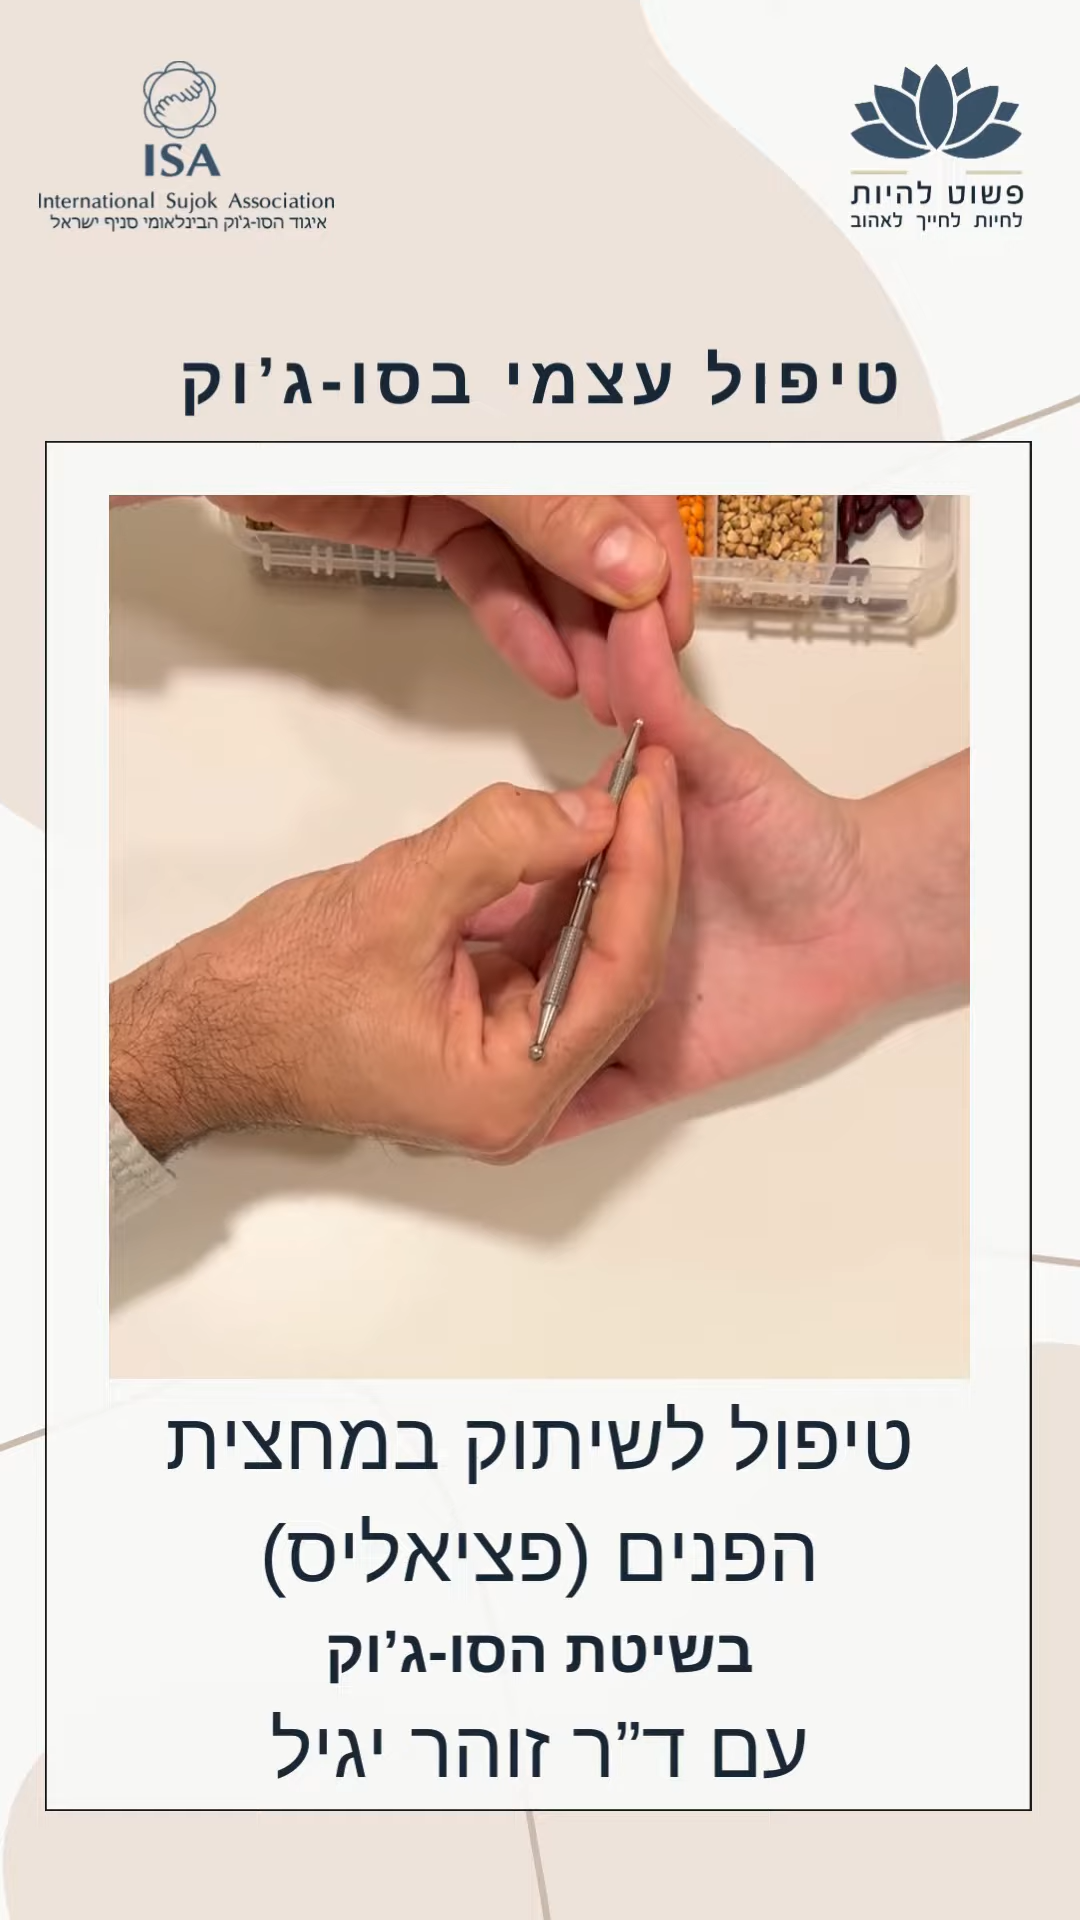 ISA
International Sujok Association
איגוד הסו-ג'וק הבינלאומי סניף ישראל
פשוט להיות
לחיות לחייך לאהוב
טיפול עצמי בסו-ג'וק
טיפול לשיתוק במחצית
הפנים (פציאליס)
בשיטת הסו-ג'וק
עם ד"ר זוהר יגיל